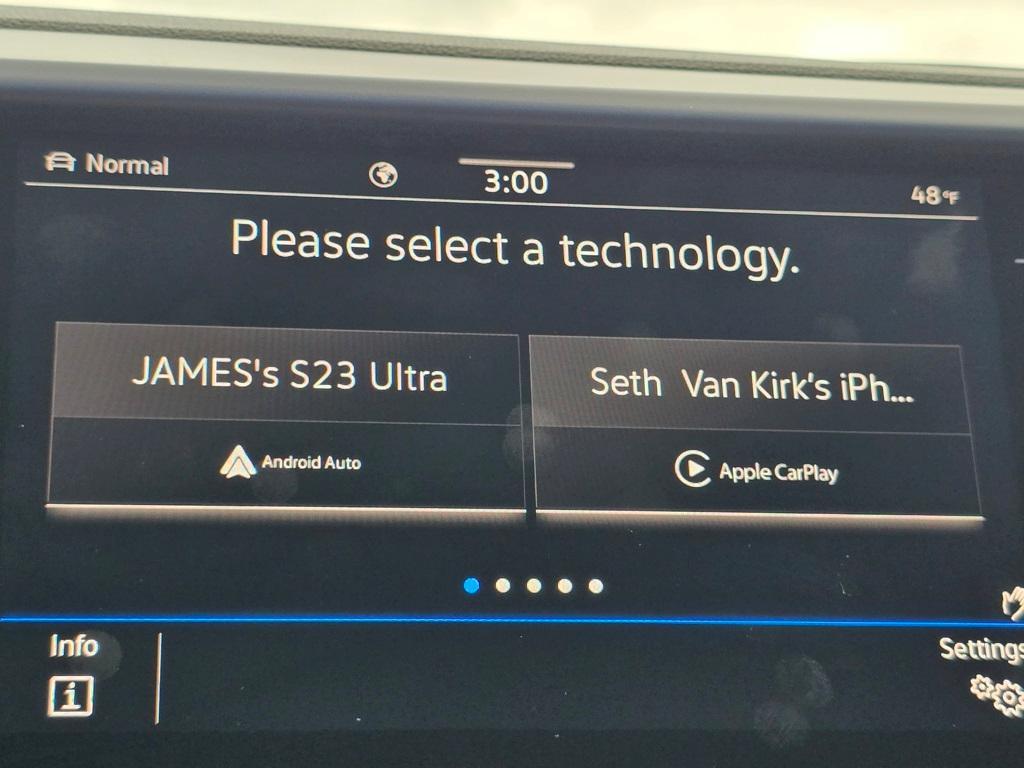 Normal
3:00
48°F
Please select a technology.
JAMES's S23 Ultra
Seth  Van Kirk's iPh...
Android Auto
Apple CarPlay
Info
Settings
i